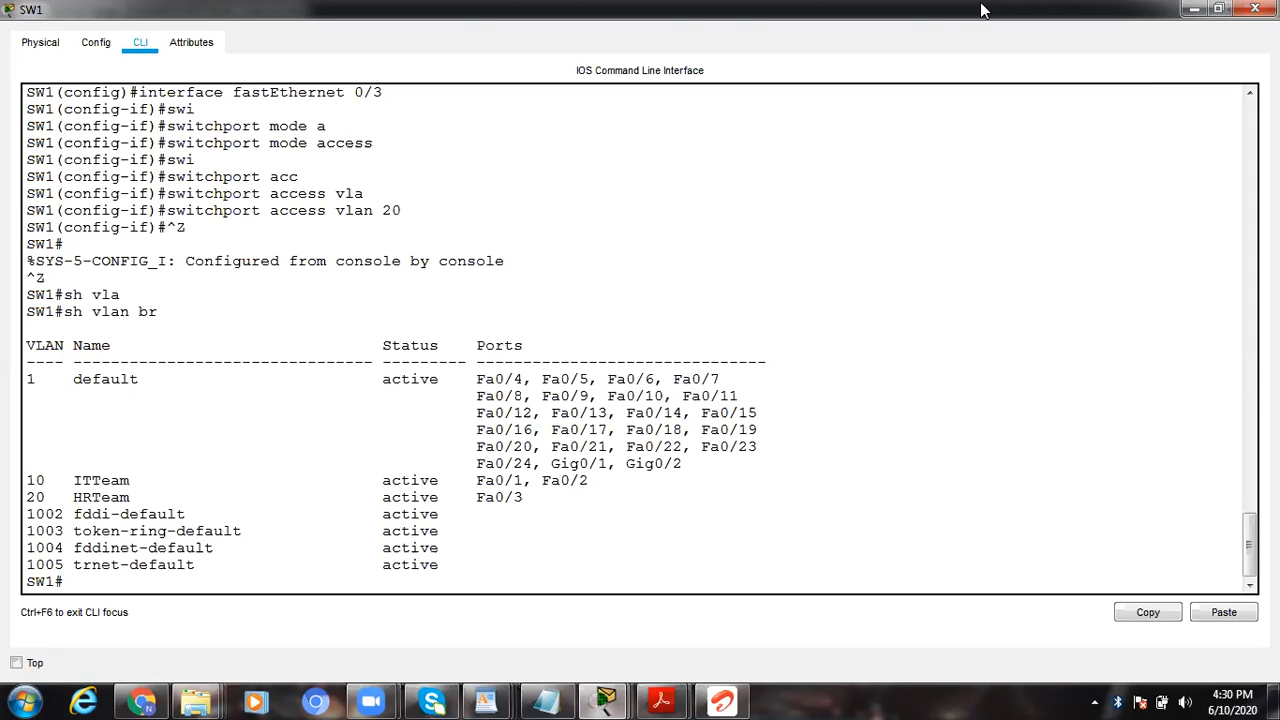 SW1
Physical Config CLI Attributes
IOS Command Line Interface
SW1(config)#interface fastEthernet 0/3
SW1(config-if)#swi
SW1(config-if)#switchport mode a
SW1(config-if)#switchport mode access
SW1(config-if)#swi
SW1(config-if)#switchport acc
SW1(config-if)#switchport access vla
SW1(config-if)#switchport access vlan 20
SW1(config-if)#^Z
SW1#
%SYS-5-CONFIG_I: Configured from console by console
^Z
SW1#sh vla
SW1#sh vlan br
VLAN Name Status Ports
---- -------------------------------- --------- -------------------------------
1 default active Fa0/4, Fa0/5, Fa0/6, Fa0/7
Fa0/8, Fa0/9, Fa0/10, Fa0/11
Fa0/12, Fa0/13, Fa0/14, Fa0/15
Fa0/16, Fa0/17, Fa0/18, Fa0/19
Fa0/20, Fa0/21, Fa0/22, Fa0/23
Fa0/24, Gig0/1, Gig0/2
10 ITTeam active Fa0/1, Fa0/2
20 HRTeam active Fa0/3
1002 fddi-default active
1003 token-ring-default active
1004 fddinet-default active
1005 trnet-default active
SW1#
Ctrl+F6 to exit CLI focus
Copy Paste
Top
4:30 PM
6/10/2020